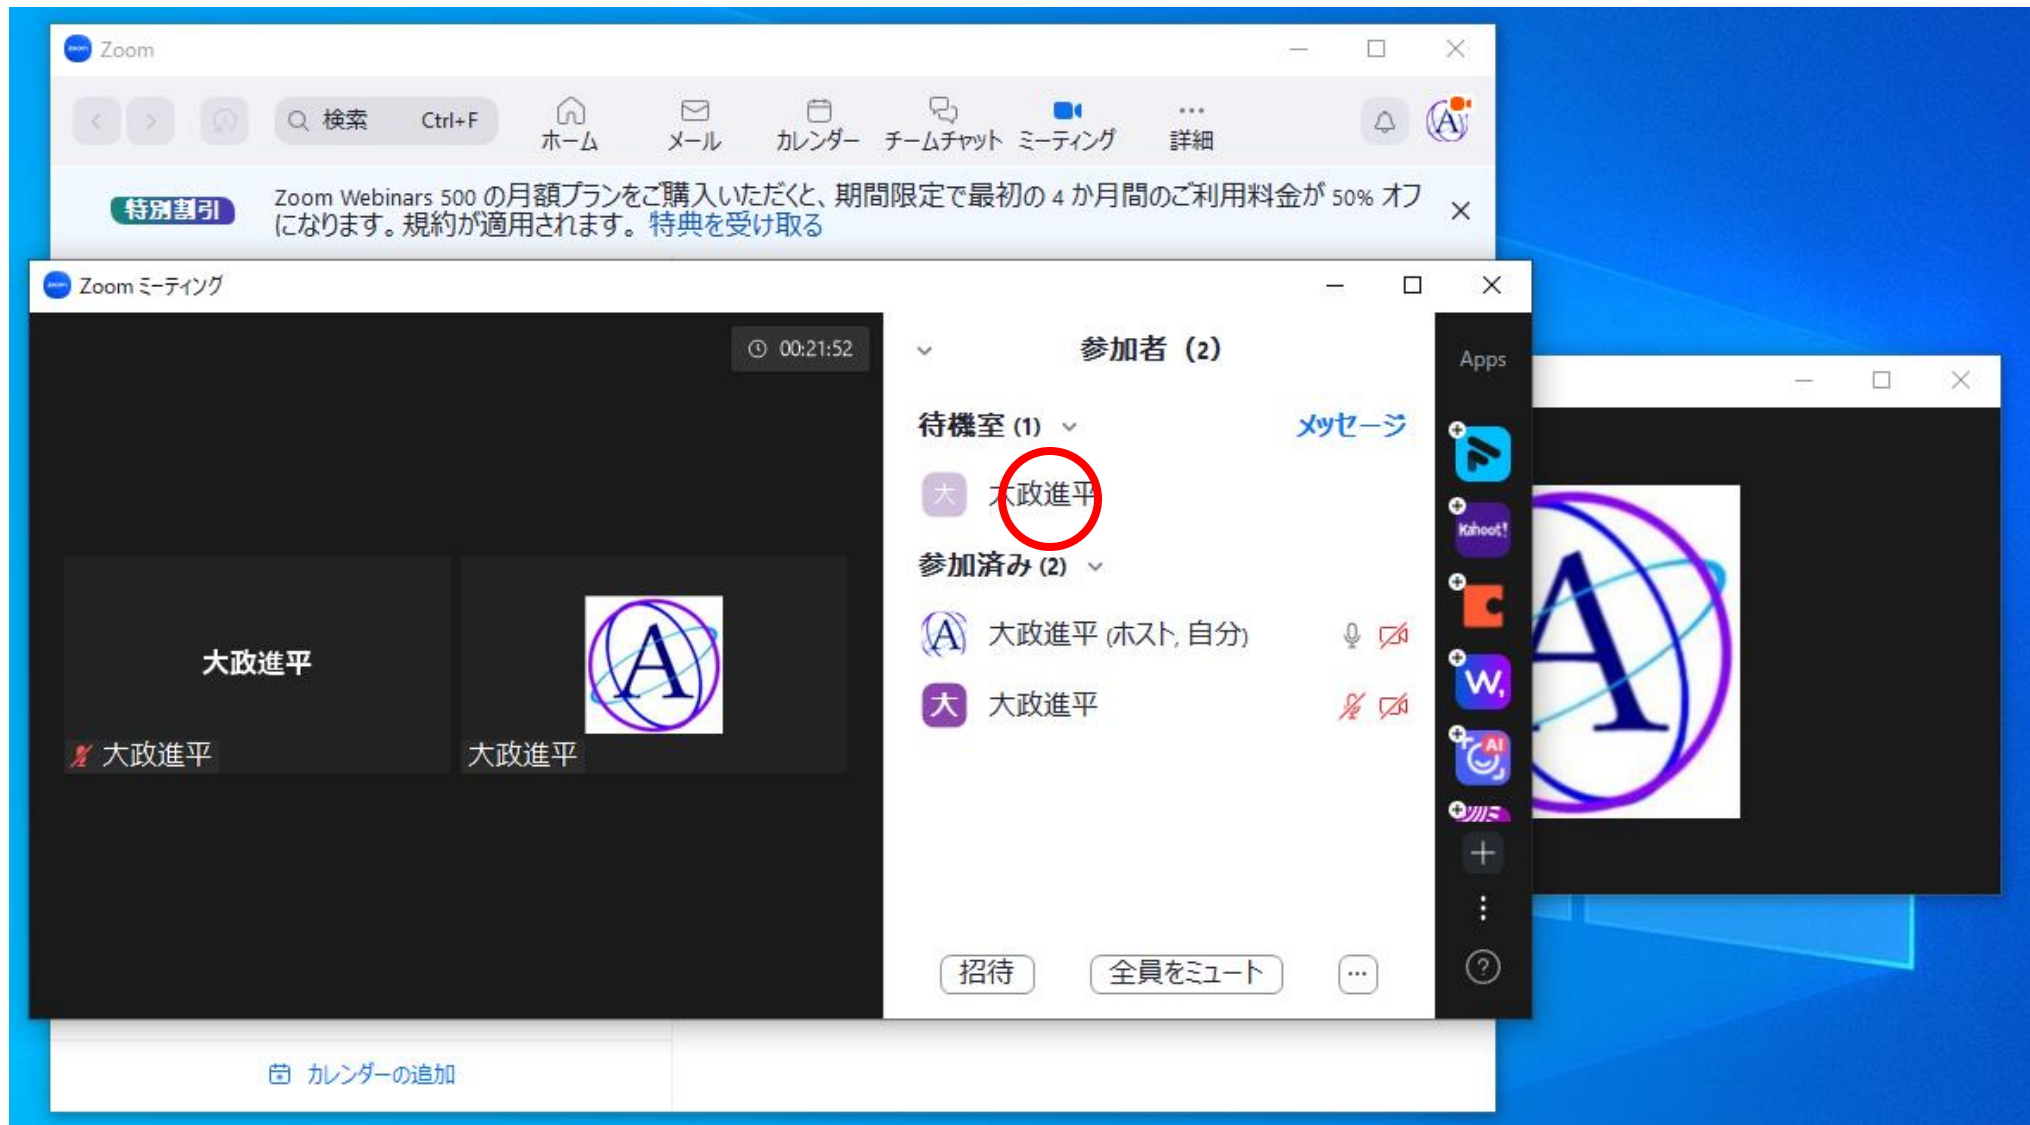 Zoom
検索 Ctrl+F
ホーム
メール
カレンダー
チームチャット
ミーティング
詳細
特別割引
Zoom Webinars 500 の月額プランをご購入いただくと、期間限定で最初の 4 か月間のご利用料金が 50% オフ
になります。規約が適用されます。 特典を受け取る
Zoom ミーティング
00:21:52
大政進平
大政進平
大政進平
参加者 (2)
待機室 (1)
メッセージ
大 大政進平
参加済み (2)
大政進平 (ホスト, 自分)
大 大政進平
招待
全員をミュート
Apps
Kahoot!
W,
AI
カレンダーの追加